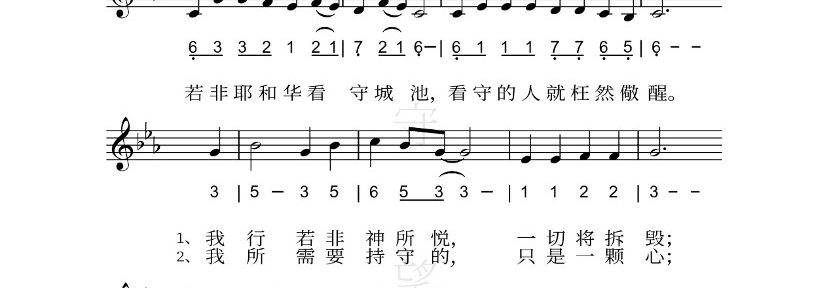 6 3 3 2 1 2 1 | 7 2 1 6 — | 6 1 1 1 7 7 6 5 | 6 – –
若非耶和华看 守城 池，看守的人就枉然儆醒。
守
3 | 5 – 3 5 | 6 5 3 3 – | 1 1 2 2 | 3 – –
1、我 行 若非 神所 悦， 一切将拆 毁；
2、我 所 需要 持守 的， 只是一颗 心；